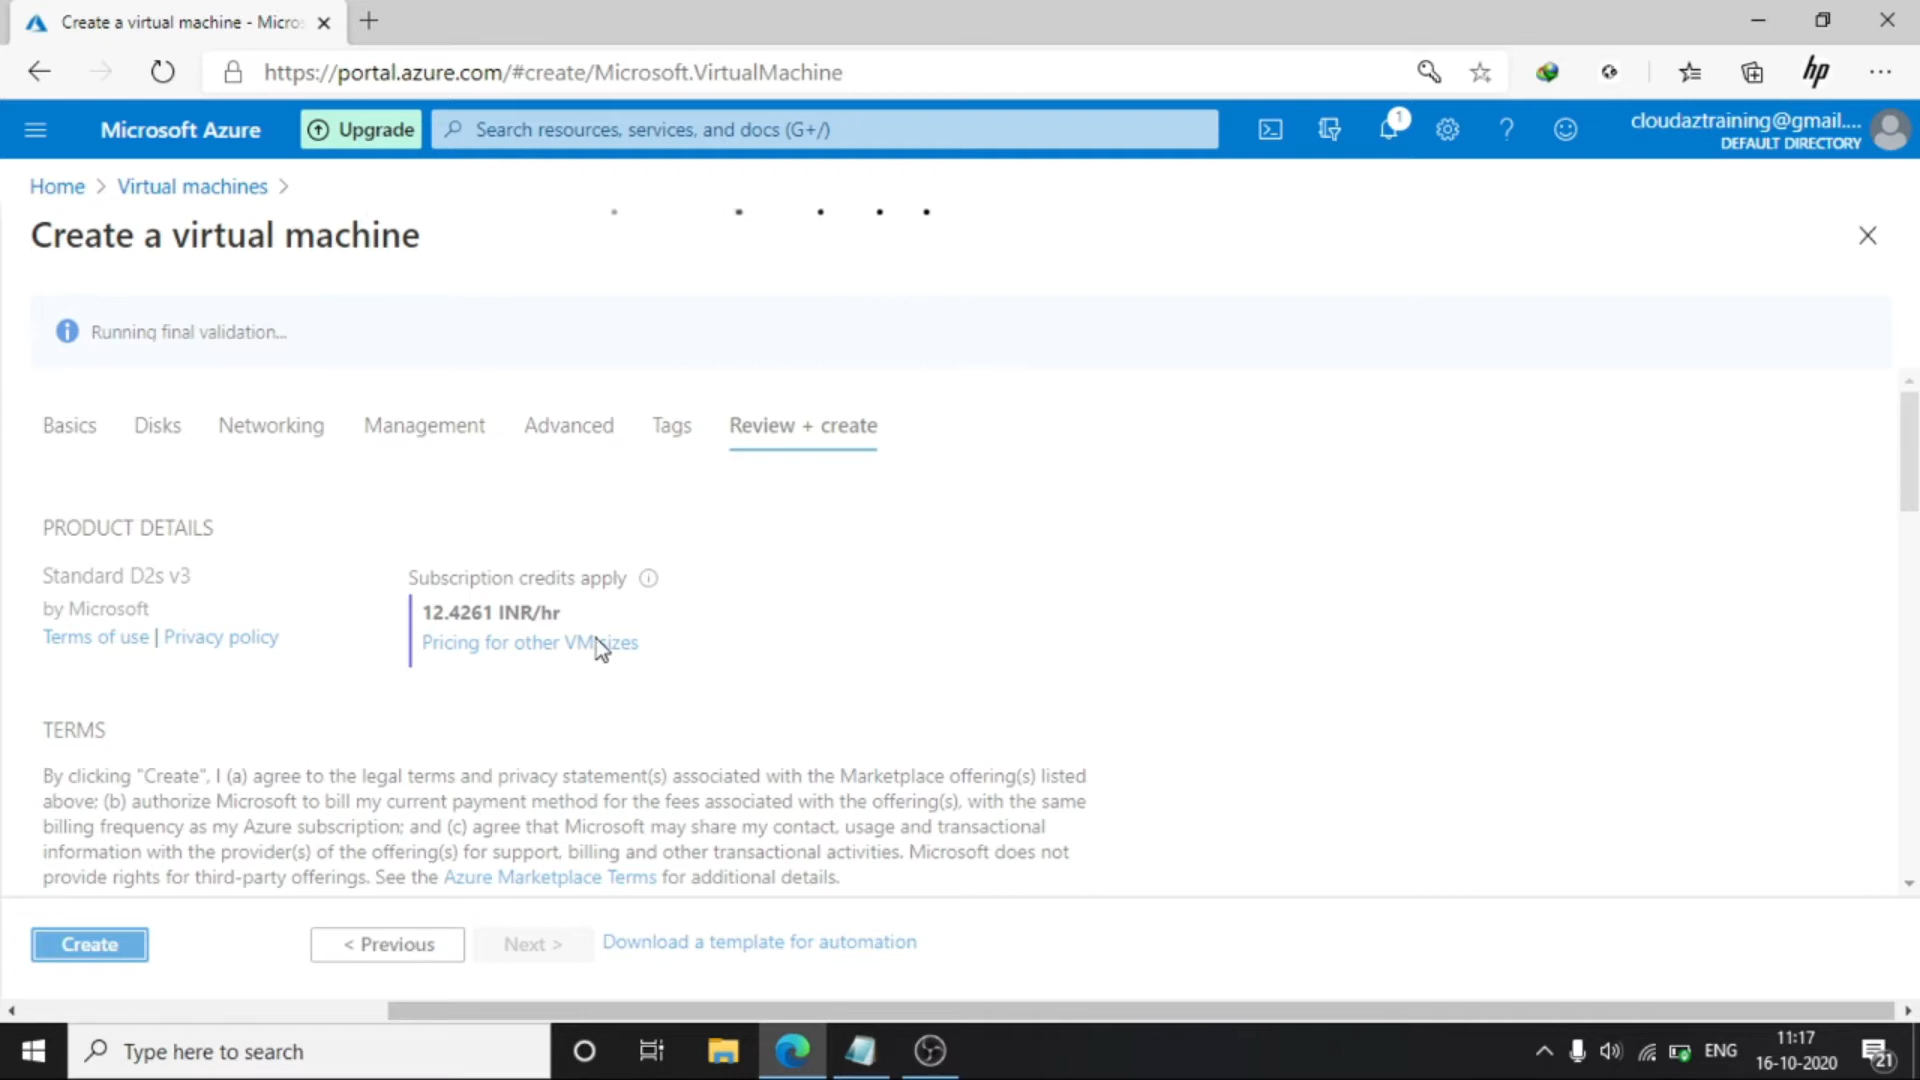 Create a virtual machine - Micros
https://portal.azure.com/#create/Microsoft.VirtualMachine
hp
Microsoft Azure
Upgrade
Search resources, services, and docs (G+/)
1
cloudaztraining@gmail....
DEFAULT DIRECTORY
Home > Virtual machines >
Create a virtual machine
Running final validation...
Basics Disks Networking Management Advanced Tags Review + create
PRODUCT DETAILS
Standard D2s v3
by Microsoft
Terms of use | Privacy policy
Subscription credits apply
12.4261 INR/hr
Pricing for other VM sizes
TERMS
By clicking "Create", I (a) agree to the legal terms and privacy statement(s) associated with the Marketplace offering(s) listed
above; (b) authorize Microsoft to bill my current payment method for the fees associated with the offering(s), with the same
billing frequency as my Azure subscription; and (c) agree that Microsoft may share my contact, usage and transactional
information with the provider(s) of the offering(s) for support, billing and other transactional activities. Microsoft does not
provide rights for third-party offerings. See the Azure Marketplace Terms for additional details.
Create
< Previous
Next >
Download a template for automation
Type here to search
ENG
11:17
16-10-2020
21